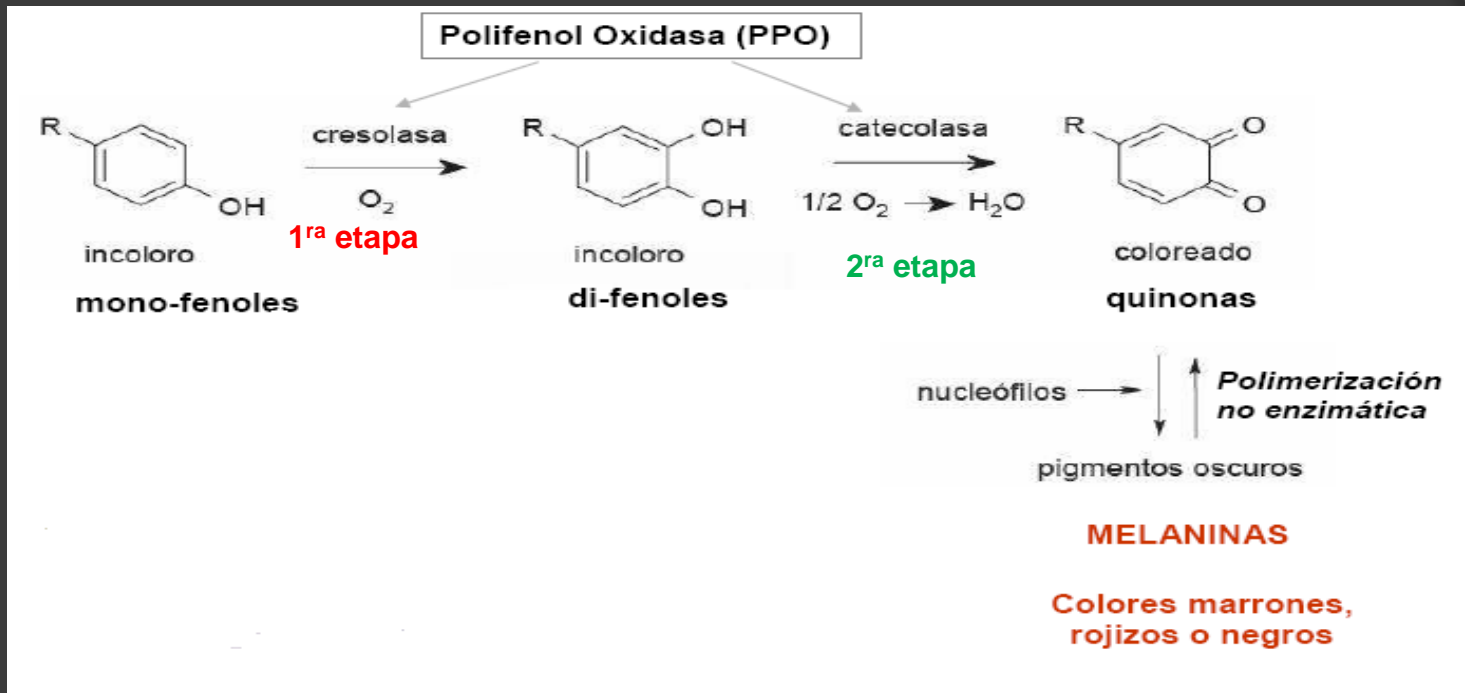 Polifenol Oxidasa (PPO)
R
OH
incoloro
mono-fenoles
cresolasa
O₂
1ra etapa
R
OH
OH
incoloro
di-fenoles
catecolasa
1/2 O₂ → H₂O
2ra etapa
R
O
O
coloreado
quinonas
nucleófilos
Polimerización
no enzimática
pigmentos oscuros
MELANINAS
Colores marrones,
rojizos o negros